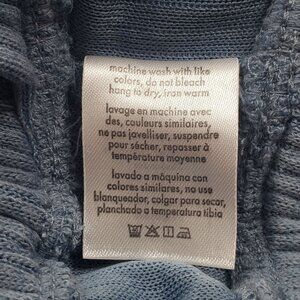 machine wash with like
colors, do not bleach
hang to dry, iron warm
lavage en machine avec
des, couleurs similaires,
ne pas javelliser, suspendre
pour sécher, repasser à
température moyenne
lavado a máquina con
colores similares, no use
blanqueador, colgar para secar,
planchado a temperatura tibia